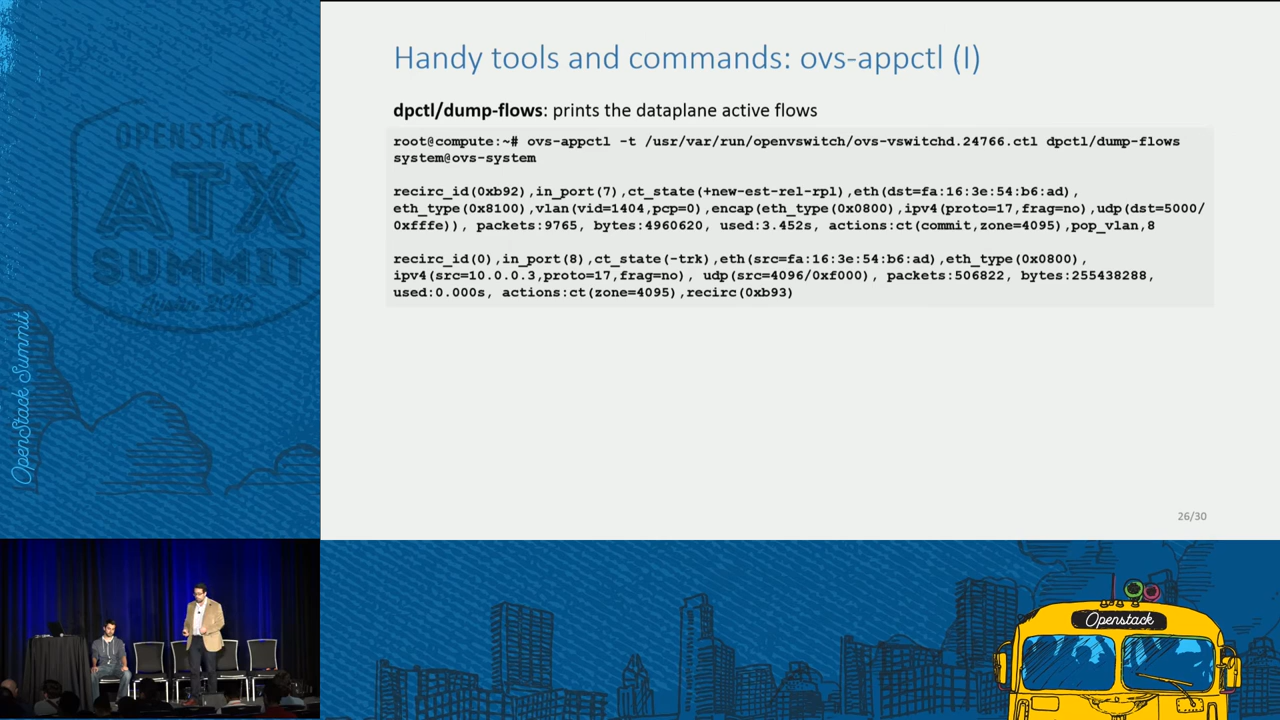 Handy tools and commands: ovs-appctl (I)
dpctl/dump-flows: prints the dataplane active flows
root@compute:~# ovs-appctl -t /usr/var/run/openvswitch/ovs-vswitchd.24766.ctl dpctl/dump-flows
system@ovs-system
recirc_id(0xb92),in_port(7),ct_state(+new-est-rel-rpl),eth(dst=fa:16:3e:54:b6:ad),
eth_type(0x8100),vlan(vid=1404,pcp=0),encap(eth_type(0x0800),ipv4(proto=17,frag=no),udp(dst=5000/
0xfffe)), packets:9765, bytes:4960620, used:3.452s, actions:ct(commit,zone=4095),pop_vlan,8
recirc_id(0),in_port(8),ct_state(-trk),eth(src=fa:16:3e:54:b6:ad),eth_type(0x0800),
ipv4(src=10.0.0.3,proto=17,frag=no), udp(src=4096/0xf000), packets:506822, bytes:255438288,
used:0.000s, actions:ct(zone=4095),recirc(0xb93)
26/30
OPENSTACK
ATX
SUMMIT
Austin
OpenStack Summit
Openstack